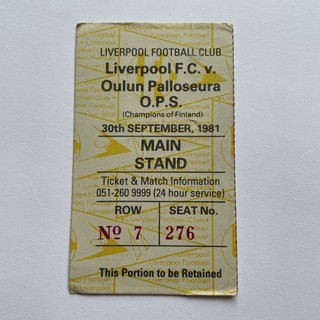 LIVERPOOL FOOTBALL CLUB
Liverpool F.C. v.
Oulun Palloseura
O.P.S.
(Champions of Finland)
30th SEPTEMBER, 1981
MAIN
STAND
Ticket & Match Information
051-260 9999 (24 hour service)
ROW SEAT No.
No 7 276
This Portion to be Retained